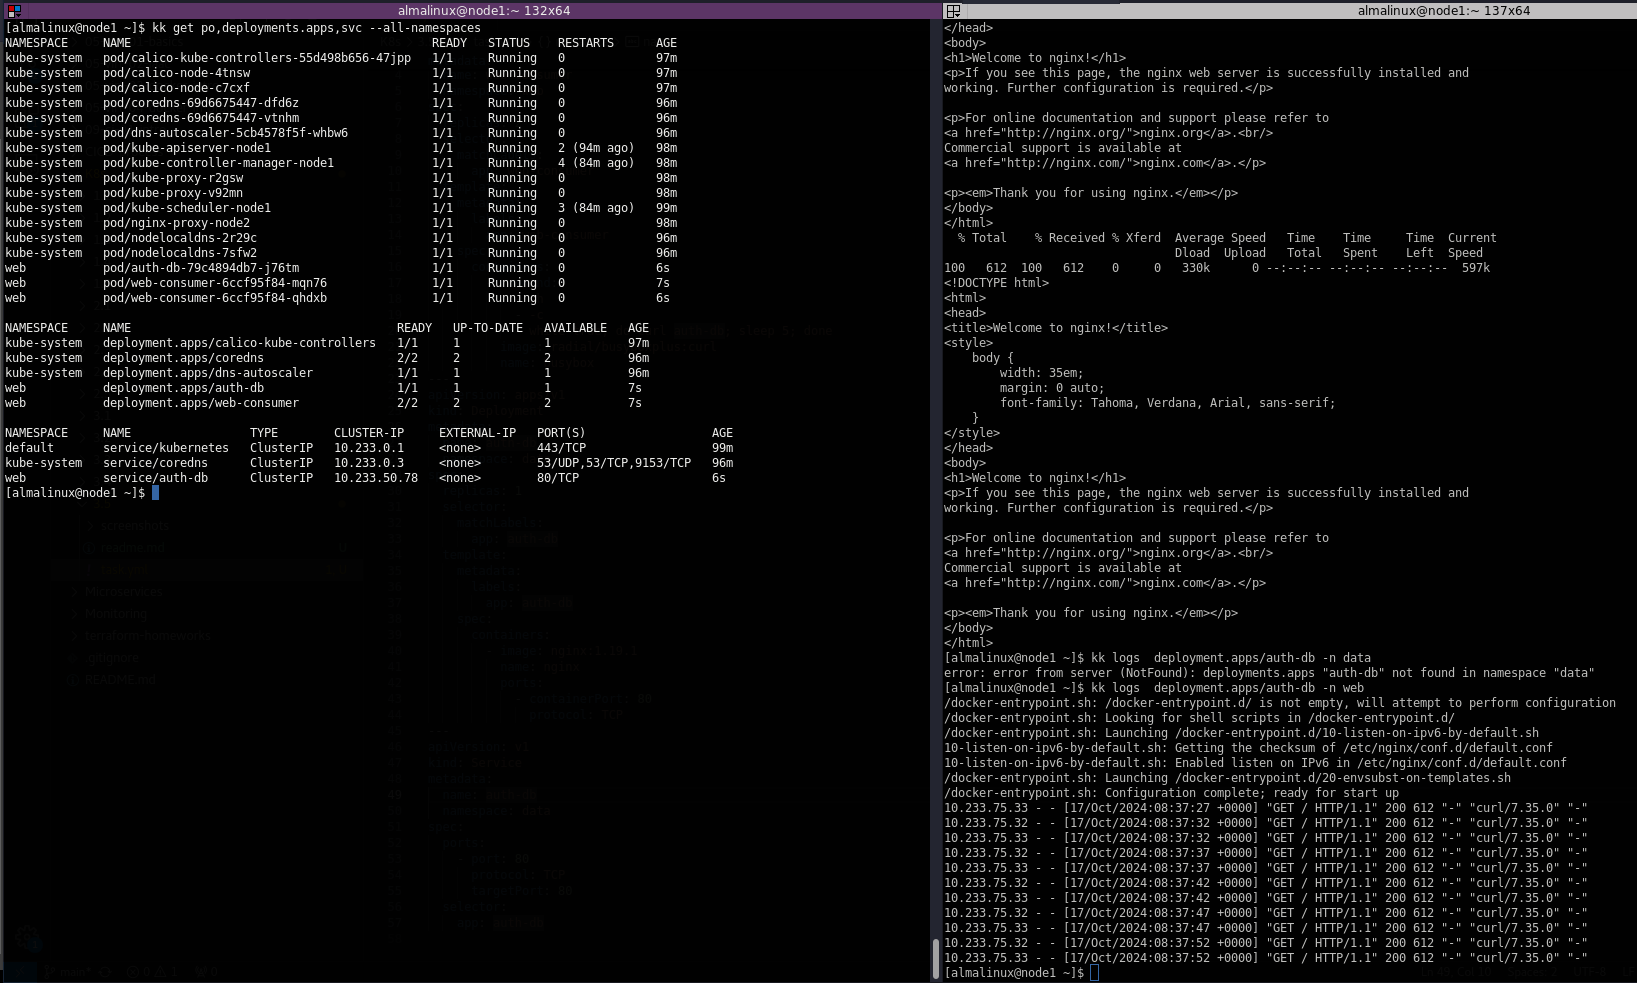 almalinux@node1:~ 132x64
[almalinux@node1 ~]$ kk get po,deployments.apps,svc --all-namespaces
NAMESPACE     NAME                                           READY   STATUS    RESTARTS      AGE
kube-system   pod/calico-kube-controllers-55d498b656-47jpp   1/1     Running   0             97m
kube-system   pod/calico-node-4tnsw                          1/1     Running   0             97m
kube-system   pod/calico-node-c7cxf                          1/1     Running   0             97m
kube-system   pod/coredns-69d6675447-dfd6z                   1/1     Running   0             96m
kube-system   pod/coredns-69d6675447-vtnhm                   1/1     Running   0             96m
kube-system   pod/dns-autoscaler-5cb4578f5f-whbw6            1/1     Running   0             96m
kube-system   pod/kube-apiserver-node1                       1/1     Running   2 (94m ago)   98m
kube-system   pod/kube-controller-manager-node1              1/1     Running   4 (84m ago)   98m
kube-system   pod/kube-proxy-r2gsw                           1/1     Running   0             98m
kube-system   pod/kube-proxy-v92mn                           1/1     Running   0             98m
kube-system   pod/kube-scheduler-node1                       1/1     Running   3 (84m ago)   99m
kube-system   pod/nginx-proxy-node2                          1/1     Running   0             98m
kube-system   pod/nodelocaldns-2r29c                         1/1     Running   0             96m
kube-system   pod/nodelocaldns-7sfw2                         1/1     Running   0             96m
web           pod/auth-db-79c4894db7-j76tm                   1/1     Running   0             6s
web           pod/web-consumer-6ccf95f84-mqn76               1/1     Running   0             7s
web           pod/web-consumer-6ccf95f84-qhdxb               1/1     Running   0             6s
NAMESPACE     NAME                                      READY   UP-TO-DATE   AVAILABLE   AGE
kube-system   deployment.apps/calico-kube-controllers   1/1     1            1           97m
kube-system   deployment.apps/coredns                   2/2     2            2           96m
kube-system   deployment.apps/dns-autoscaler            1/1     1            1           96m
web           deployment.apps/auth-db                   1/1     1            1           7s
web           deployment.apps/web-consumer              2/2     2            2           7s
NAMESPACE     NAME                 TYPE        CLUSTER-IP     EXTERNAL-IP   PORT(S)                  AGE
default       service/kubernetes   ClusterIP   10.233.0.1     <none>        443/TCP                  99m
kube-system   service/coredns      ClusterIP   10.233.0.3     <none>        53/UDP,53/TCP,9153/TCP   96m
web           service/auth-db      ClusterIP   10.233.50.78   <none>        80/TCP                   6s
[almalinux@node1 ~]$
almalinux@node1:~ 137x64
</head>
<body>
<h1>Welcome to nginx!</h1>
<p>If you see this page, the nginx web server is successfully installed and
working. Further configuration is required.</p>
<p>For online documentation and support please refer to
<a href="http://nginx.org/">nginx.org</a>.<br/>
Commercial support is available at
<a href="http://nginx.com/">nginx.com</a>.</p>
<p><em>Thank you for using nginx.</em></p>
</body>
</html>
  % Total    % Received % Xferd  Average Speed   Time    Time     Time  Current
                                 Dload  Upload   Total   Spent    Left  Speed
100   612  100   612    0     0   330k      0 --:--:-- --:--:-- --:--:--  597k
<!DOCTYPE html>
<html>
<head>
<title>Welcome to nginx!</title>
<style>
    body {
        width: 35em;
        margin: 0 auto;
        font-family: Tahoma, Verdana, Arial, sans-serif;
    }
</style>
</head>
<body>
<h1>Welcome to nginx!</h1>
<p>If you see this page, the nginx web server is successfully installed and
working. Further configuration is required.</p>
<p>For online documentation and support please refer to
<a href="http://nginx.org/">nginx.org</a>.<br/>
Commercial support is available at
<a href="http://nginx.com/">nginx.com</a>.</p>
<p><em>Thank you for using nginx.</em></p>
</body>
</html>
[almalinux@node1 ~]$ kk logs  deployment.apps/auth-db -n data
error: error from server (NotFound): deployments.apps "auth-db" not found in namespace "data"
[almalinux@node1 ~]$ kk logs  deployment.apps/auth-db -n web
/docker-entrypoint.sh: /docker-entrypoint.d/ is not empty, will attempt to perform configuration
/docker-entrypoint.sh: Looking for shell scripts in /docker-entrypoint.d/
/docker-entrypoint.sh: Launching /docker-entrypoint.d/10-listen-on-ipv6-by-default.sh
10-listen-on-ipv6-by-default.sh: Getting the checksum of /etc/nginx/conf.d/default.conf
10-listen-on-ipv6-by-default.sh: Enabled listen on IPv6 in /etc/nginx/conf.d/default.conf
/docker-entrypoint.sh: Launching /docker-entrypoint.d/20-envsubst-on-templates.sh
/docker-entrypoint.sh: Configuration complete; ready for start up
10.233.75.33 - - [17/Oct/2024:08:37:27 +0000] "GET / HTTP/1.1" 200 612 "-" "curl/7.35.0" "-"
10.233.75.32 - - [17/Oct/2024:08:37:32 +0000] "GET / HTTP/1.1" 200 612 "-" "curl/7.35.0" "-"
10.233.75.33 - - [17/Oct/2024:08:37:32 +0000] "GET / HTTP/1.1" 200 612 "-" "curl/7.35.0" "-"
10.233.75.32 - - [17/Oct/2024:08:37:37 +0000] "GET / HTTP/1.1" 200 612 "-" "curl/7.35.0" "-"
10.233.75.33 - - [17/Oct/2024:08:37:37 +0000] "GET / HTTP/1.1" 200 612 "-" "curl/7.35.0" "-"
10.233.75.32 - - [17/Oct/2024:08:37:42 +0000] "GET / HTTP/1.1" 200 612 "-" "curl/7.35.0" "-"
10.233.75.33 - - [17/Oct/2024:08:37:42 +0000] "GET / HTTP/1.1" 200 612 "-" "curl/7.35.0" "-"
10.233.75.32 - - [17/Oct/2024:08:37:47 +0000] "GET / HTTP/1.1" 200 612 "-" "curl/7.35.0" "-"
10.233.75.33 - - [17/Oct/2024:08:37:47 +0000] "GET / HTTP/1.1" 200 612 "-" "curl/7.35.0" "-"
10.233.75.32 - - [17/Oct/2024:08:37:52 +0000] "GET / HTTP/1.1" 200 612 "-" "curl/7.35.0" "-"
10.233.75.33 - - [17/Oct/2024:08:37:52 +0000] "GET / HTTP/1.1" 200 612 "-" "curl/7.35.0" "-"
[almalinux@node1 ~]$